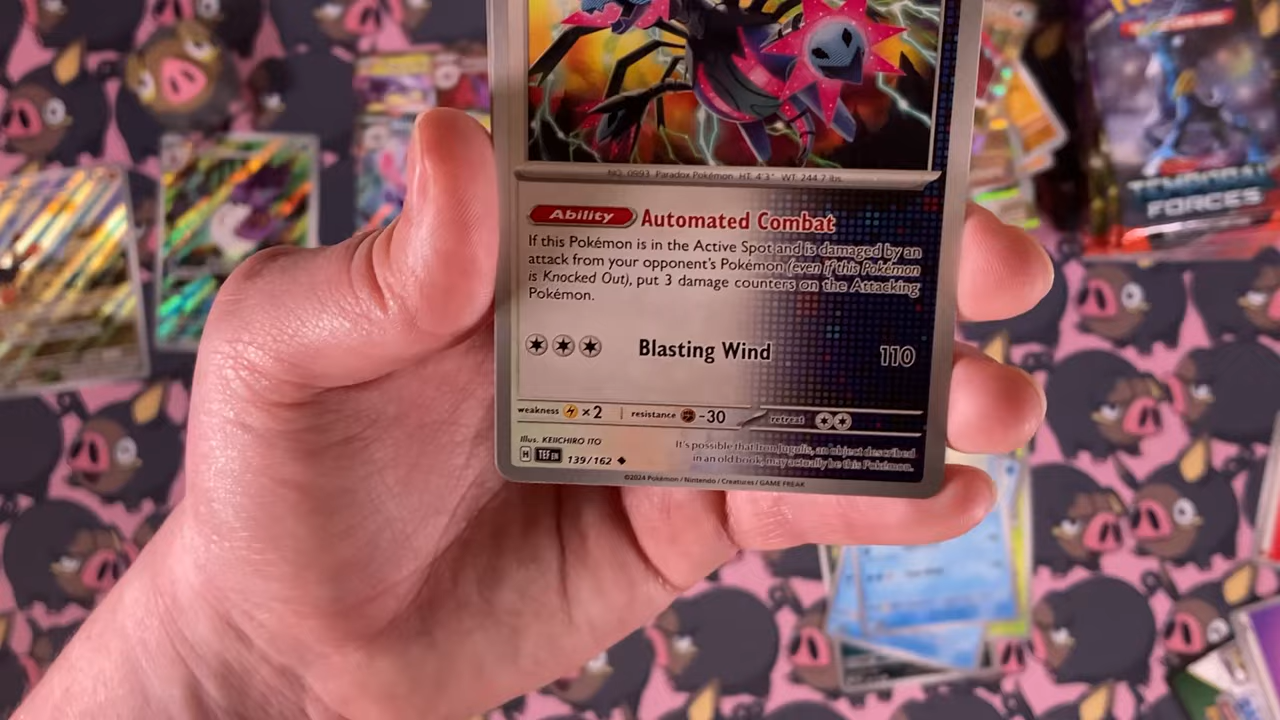 NO. 0993 Paradox Pokémon HT: 4'3" WT: 244.7 lbs.
Ability Automated Combat
If this Pokémon is in the Active Spot and is damaged by an
attack from your opponent's Pokémon (even if this Pokémon
is Knocked Out), put 3 damage counters on the Attacking
Pokémon.
Blasting Wind 110
weakness ×2 resistance -30 retreat
Illus. KEIICHIRO ITO
It's possible that Iron Jugulis, an object described
in an old book, may actually be this Pokémon.
H TEF EN 139/162
©2024 Pokémon / Nintendo / Creatures / GAME FREAK
TEMPORAL
FORCES